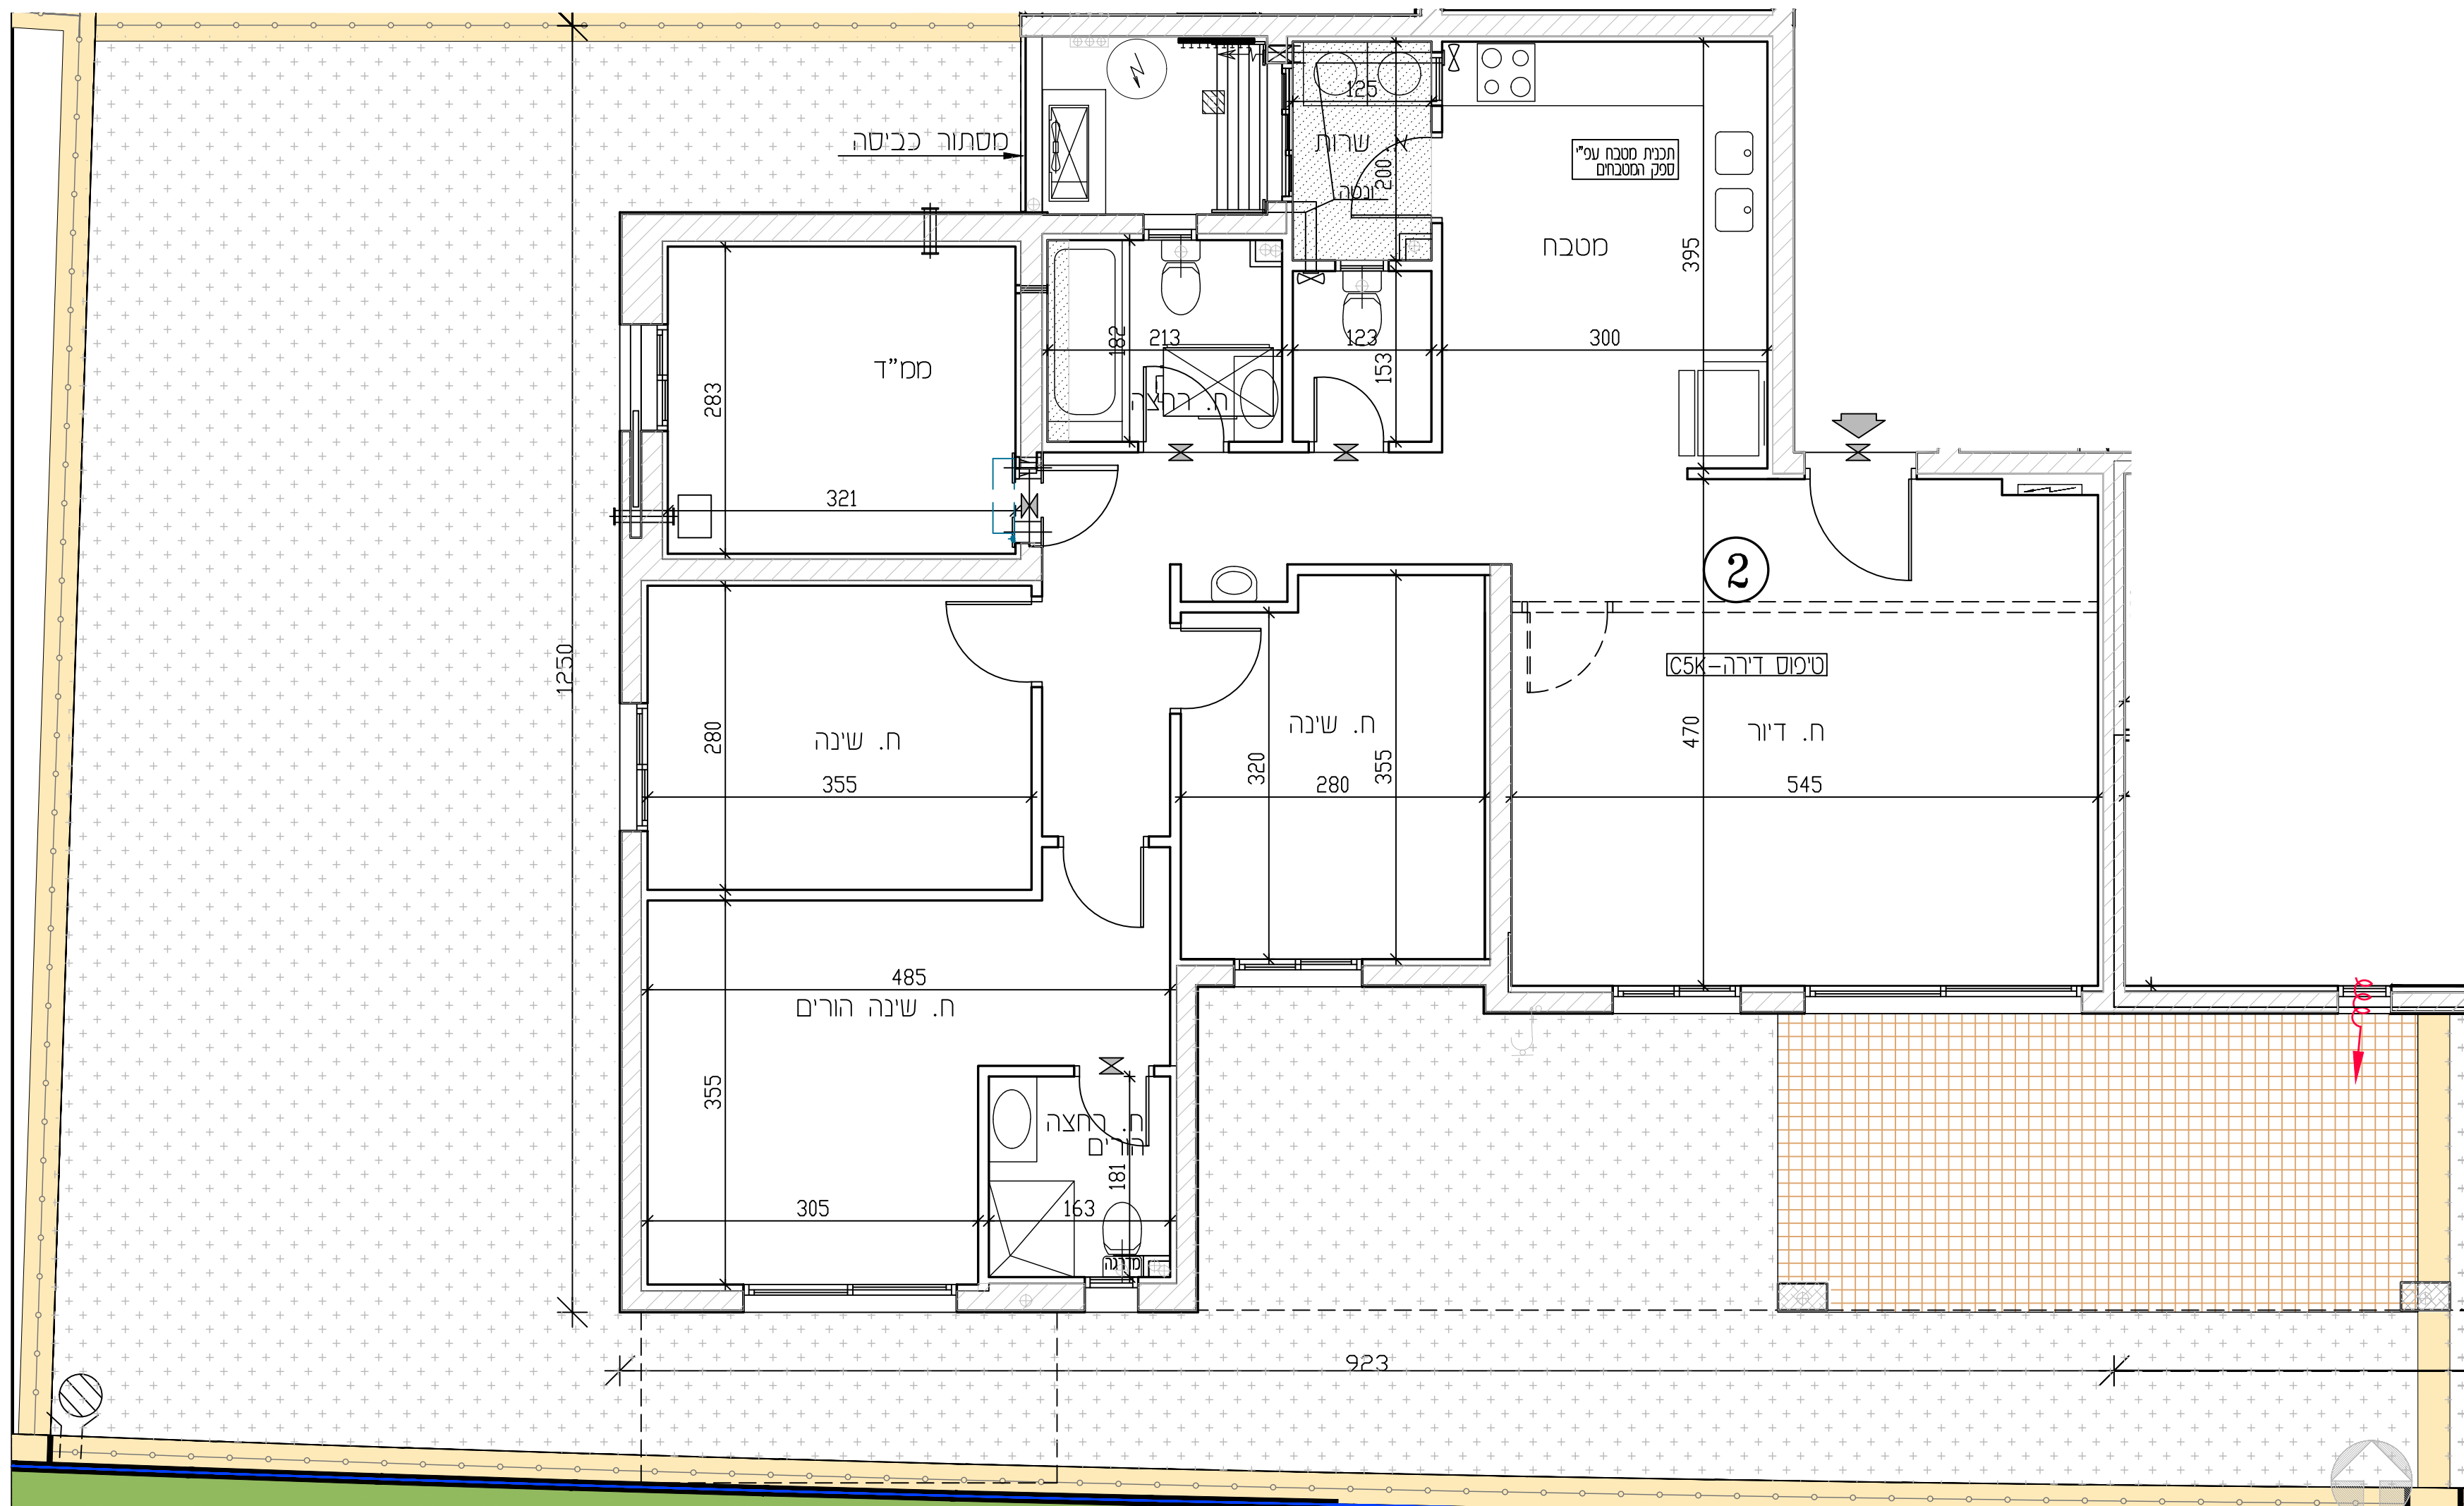 125
מסתור כביסה
א. שרות
200
ונטה
תכנית מטבח עפ"י
ספק המטבחים
מטבח
395
300
ממ"ד
283
321
182
213
ח. רחצה
123
153
2
טיפוס דירה-C5K
1250
ח. שינה
280
355
ח. שינה
320
280
355
ח. דיור
470
545
485
ח. שינה הורים
355
305
ח. רחצה
הורים
181
163
923